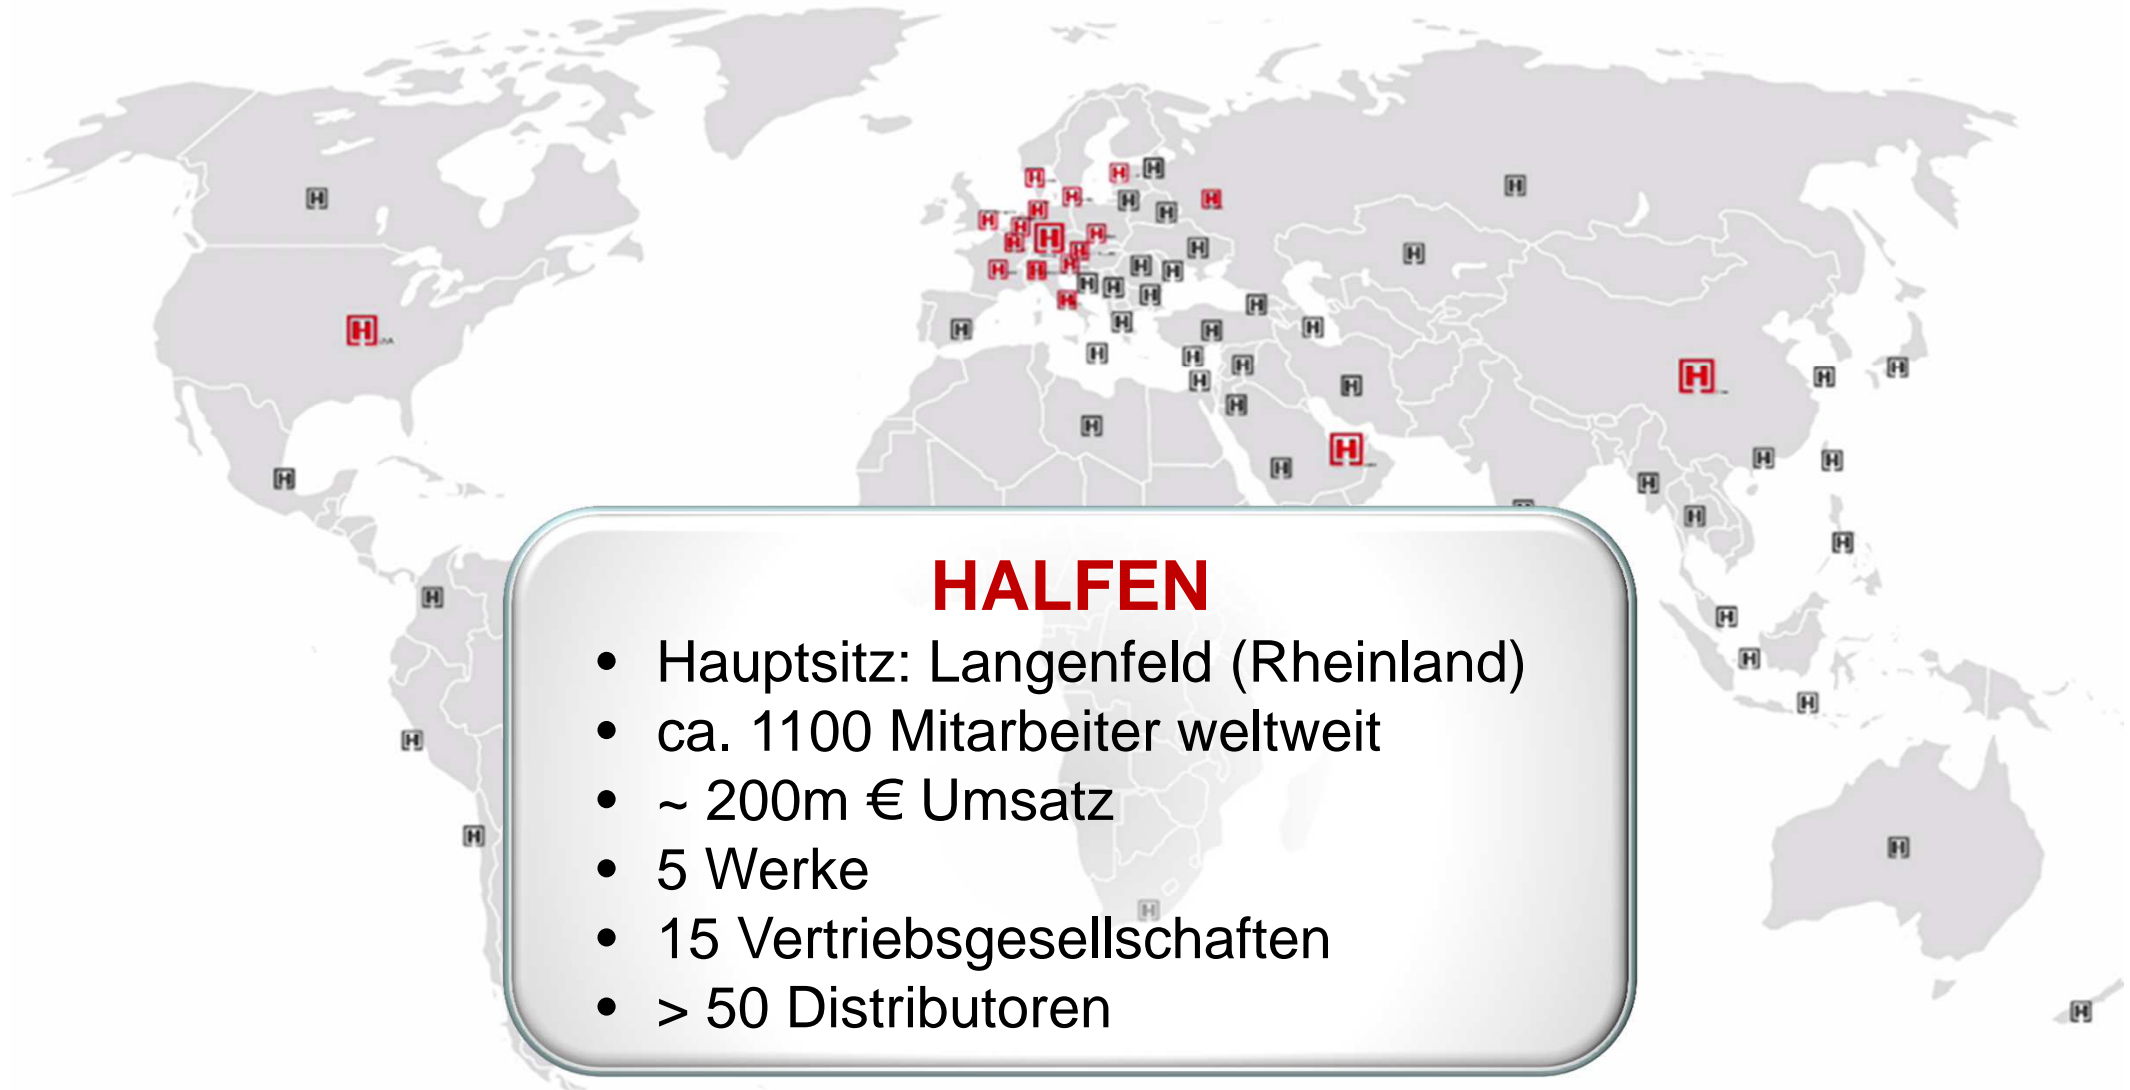 HALFEN
• Hauptsitz: Langenfeld (Rheinland)
• ca. 1100 Mitarbeiter weltweit
• ~ 200m € Umsatz
• 5 Werke
• 15 Vertriebsgesellschaften
• > 50 Distributoren